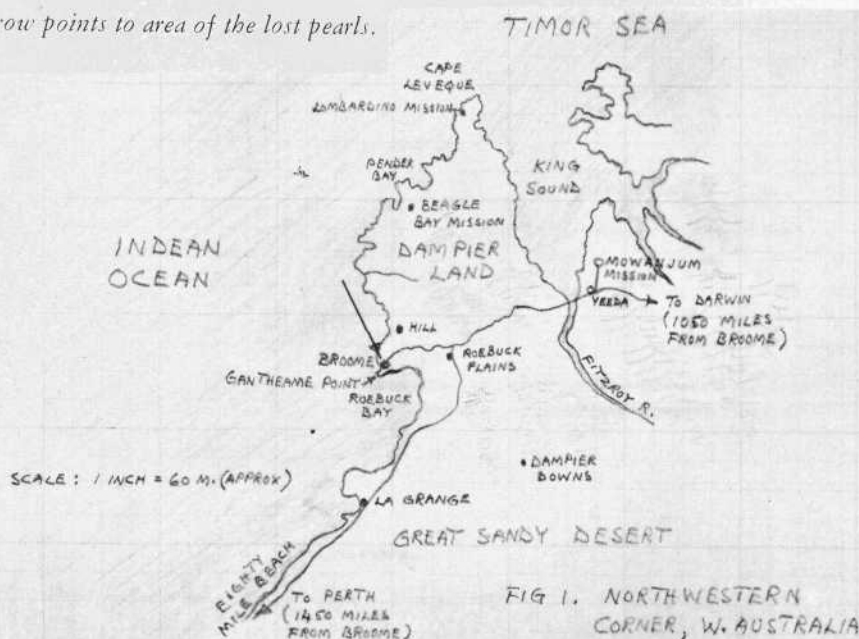 row points to area of the lost pearls.
TIMOR SEA
CAPE
LEVEQUE
LOMBARDINO MISSION
PENDER
BAY
KING
SOUND
BEAGLE
BAY MISSION
INDEAN
OCEAN
DAMPIER
LAND
MOWANJUM
MISSION
YEEDA
TO DARWIN
(1050 MILES
FROM BROOME)
HILL
BROOME
ROEBUCK
PLAINS
GANTHEAME POINT
ROEBUCK
BAY
FITZROY R.
SCALE: 1 INCH = 60 M. (APPROX)
DAMPIER
DOWNS
LA GRANGE
GREAT SANDY DESERT
EIGHTY
MILE BEACH
TO PERTH
(1450 MILES
FROM BROOME)
FIG 1. NORTHWESTERN
CORNER, W. AUSTRALIA